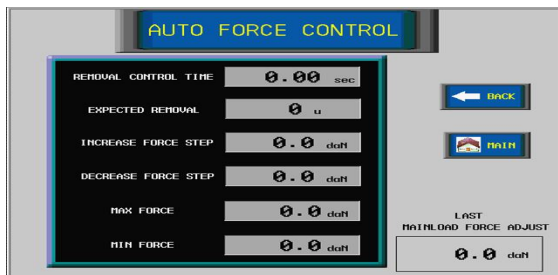 AUTO FORCE CONTROL
REMOVAL CONTROL TIME 0.00 sec
EXPECTED REMOVAL 0 u
INCREASE FORCE STEP 0.0 daN
DECREASE FORCE STEP 0.0 daN
MAX FORCE 0.0 daN
MIN FORCE 0.0 daN
BACK
MAIN
LAST
MAINLOAD FORCE ADJUST
0.0 daN